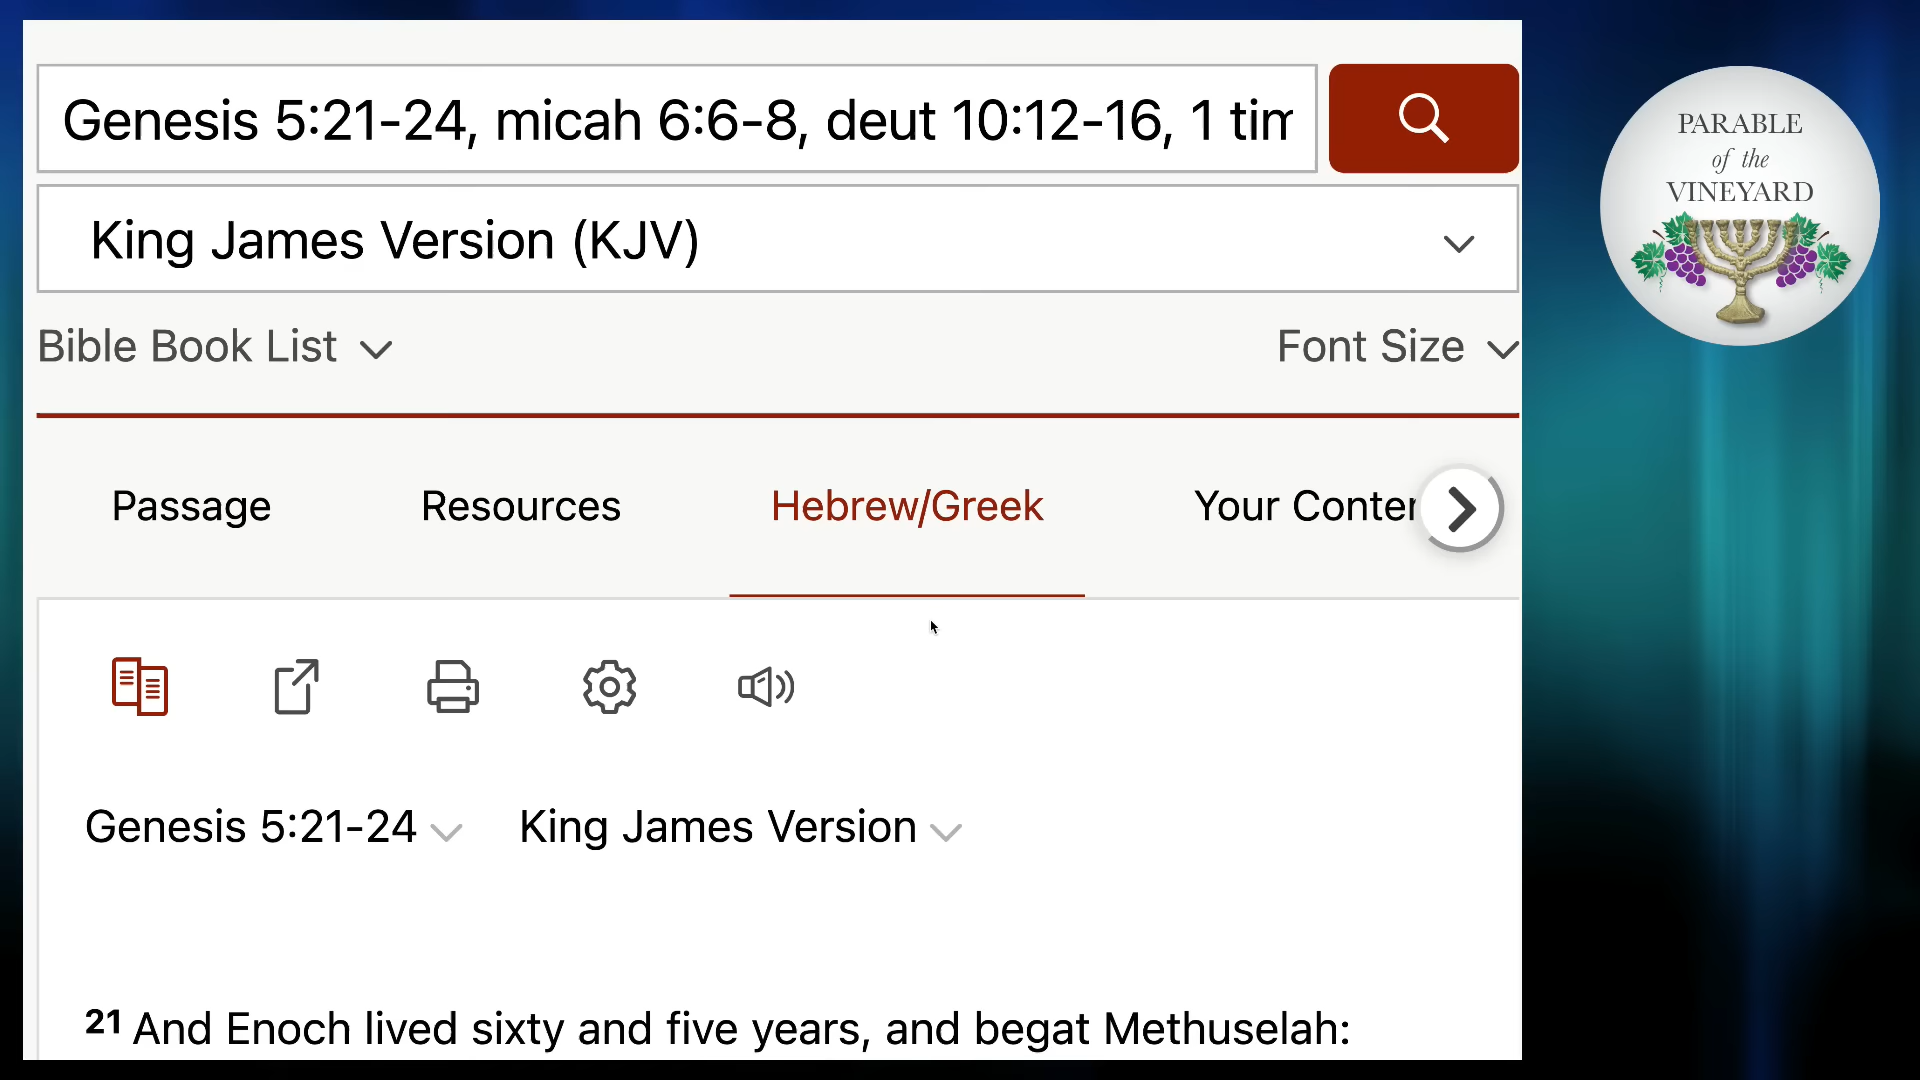 Genesis 5:21-24, micah 6:6-8, deut 10:12-16, 1 tim
King James Version (KJV)
Bible Book List
Font Size
Passage
Resources
Hebrew/Greek
Your Conten
Genesis 5:21-24
King James Version
21 And Enoch lived sixty and five years, and begat Methuselah:
PARABLE
of the
VINEYARD